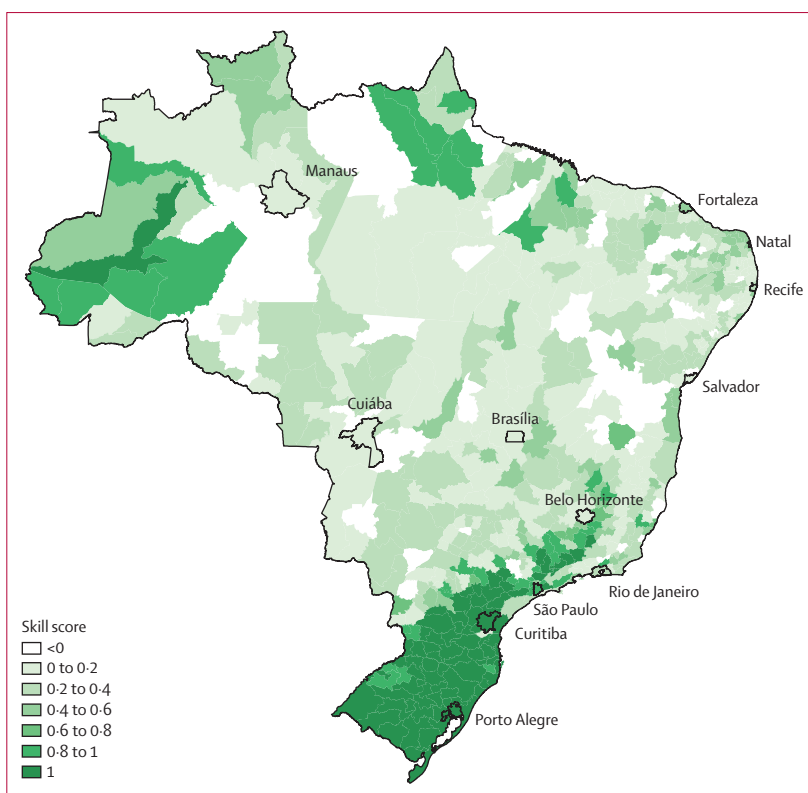 Manaus
Fortaleza
Natal
Recife
Salvador
Cuiába
Brasília
Belo Horizonte
Rio de Janeiro
São Paulo
Curitiba
Porto Alegre
Skill score
<0
0 to 0·2
0·2 to 0·4
0·4 to 0·6
0·6 to 0·8
0·8 to 1
1